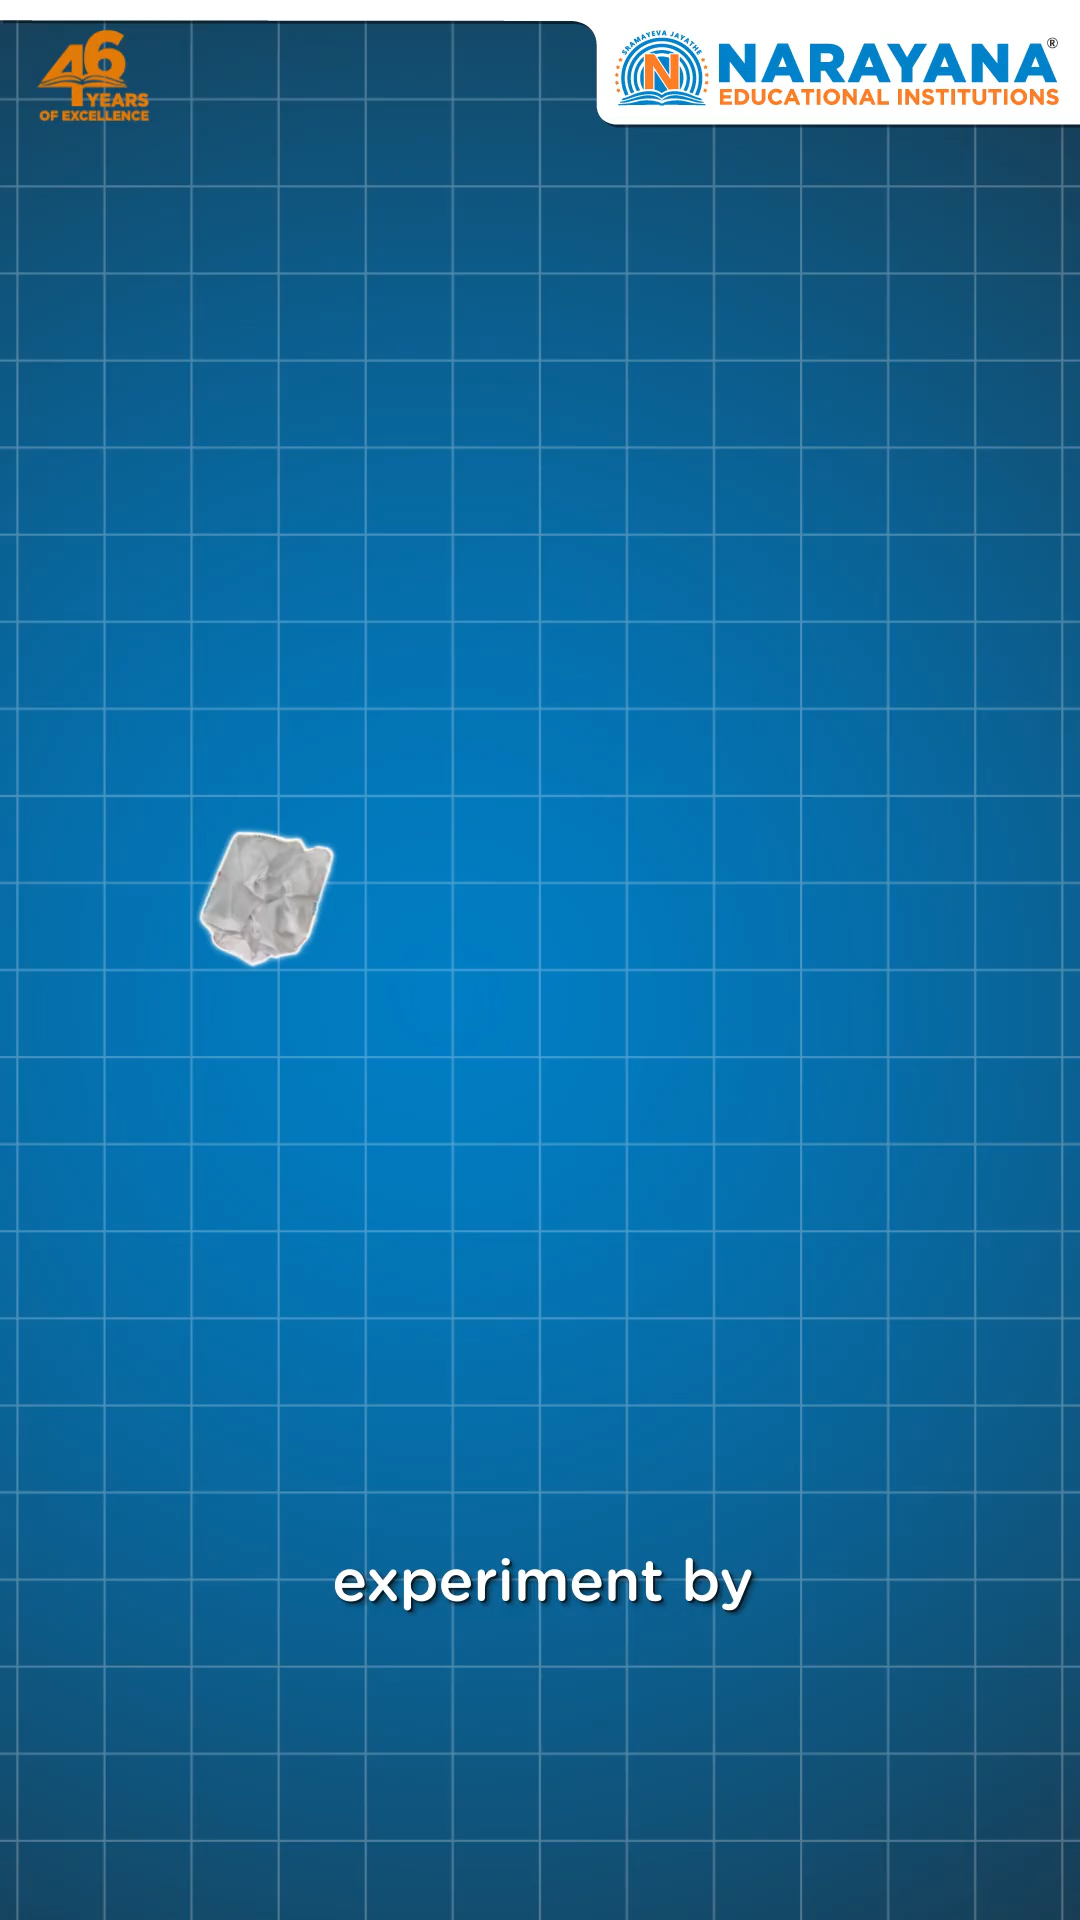 46
YEARS
OF EXCELLENCE
SRAMAYEVA JAYATHE
N
NARAYANA®
EDUCATIONAL INSTITUTIONS
experiment by